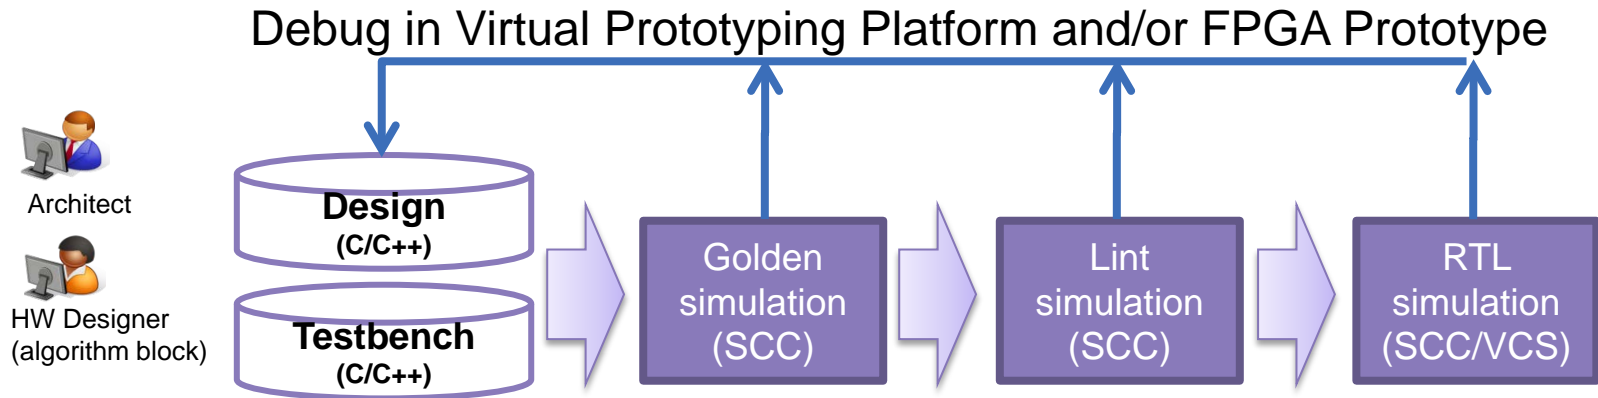 Debug in Virtual Prototyping Platform and/or FPGA Prototype
Architect
HW Designer
(algorithm block)
Design
(C/C++)
Testbench
(C/C++)
Golden
simulation
(SCC)
Lint
simulation
(SCC)
RTL
simulation
(SCC/VCS)